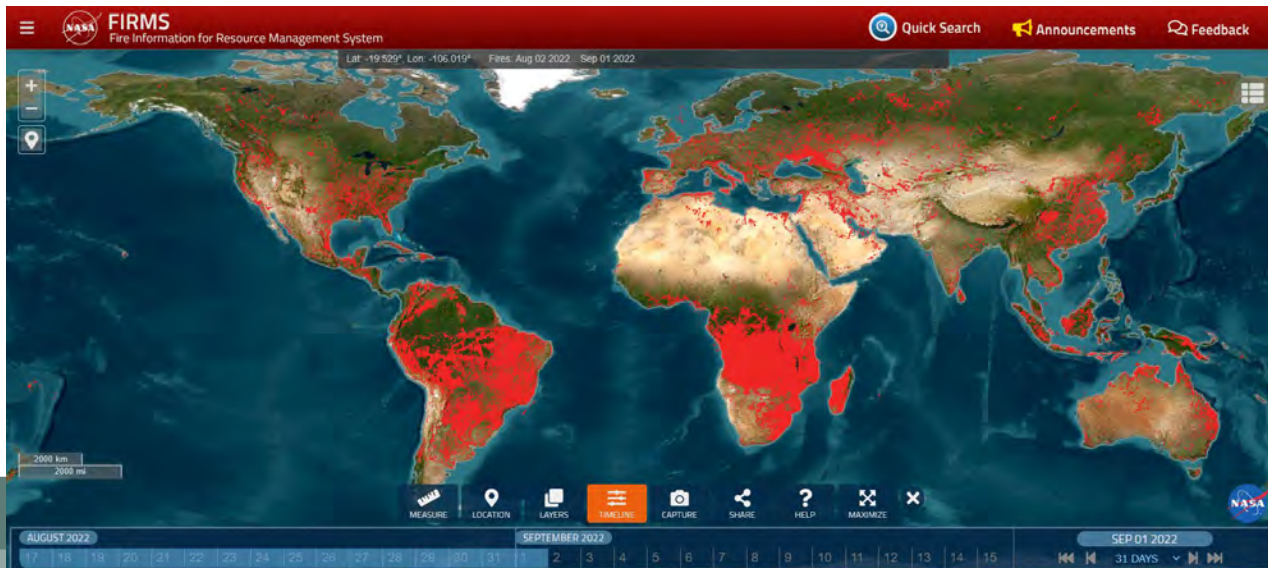 NASA
FIRMS
Fire Information for Resource Management System
Quick Search
Announcements
Feedback
Lat: -19.529°, Lon: -106.019° Fires: Aug 02 2022 .. Sep 01 2022
+
−
2000 km
2000 mi
MEASURE
LOCATION
LAYERS
TIMELINE
CAPTURE
SHARE
?
HELP
MAXIMIZE
NASA
AUGUST 2022
SEPTEMBER 2022
SEP 01 2022
17 18 19 20 21 22 23 24 25 26 27 28 29 30 31 1 2 3 4 5 6 7 8 9 10 11 12 13 14 15
31 DAYS